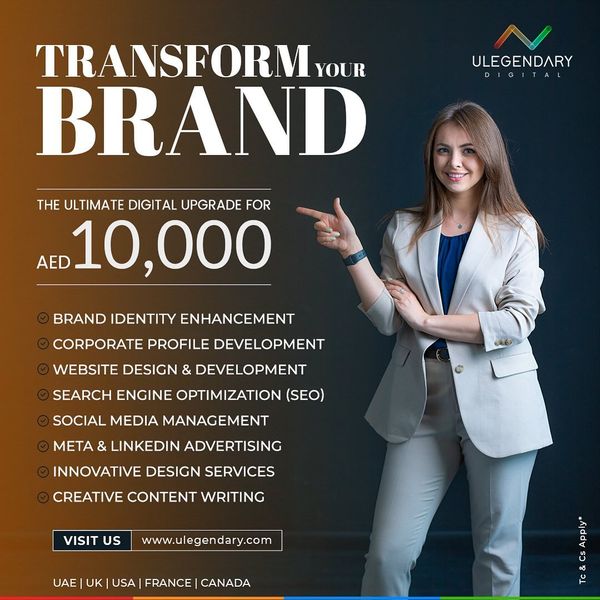 TRANSFORM YOUR
BRAND
ULEGENDARY
DIGITAL
THE ULTIMATE DIGITAL UPGRADE FOR
AED 10,000
BRAND IDENTITY ENHANCEMENT
CORPORATE PROFILE DEVELOPMENT
WEBSITE DESIGN & DEVELOPMENT
SEARCH ENGINE OPTIMIZATION (SEO)
SOCIAL MEDIA MANAGEMENT
META & LINKEDIN ADVERTISING
INNOVATIVE DESIGN SERVICES
CREATIVE CONTENT WRITING
VISIT US www.ulegendary.com
UAE | UK | USA | FRANCE | CANADA
Tc & Cs Apply*